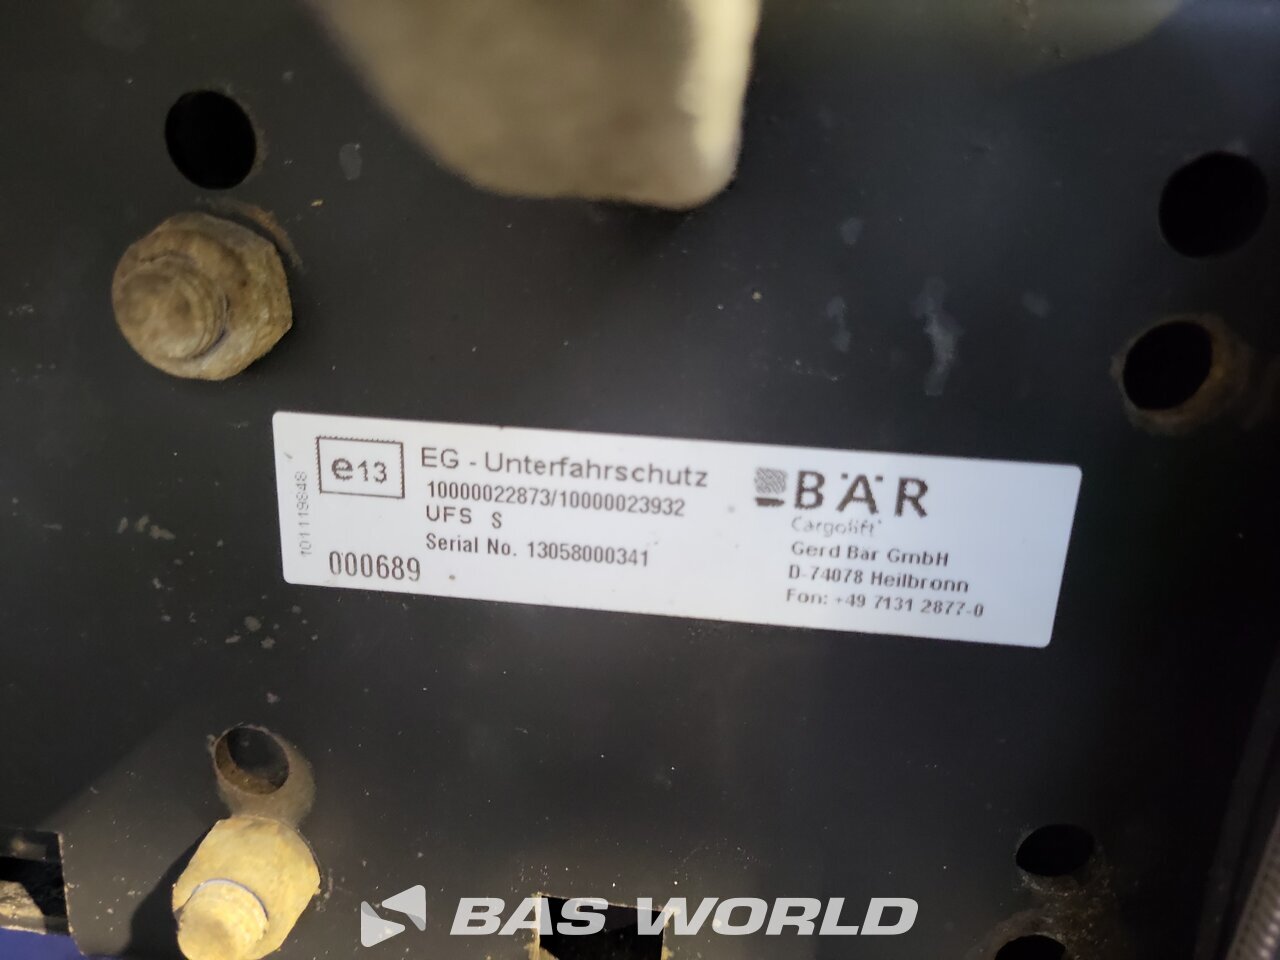 e13
EG - Unterfahrschutz
10000022873/10000023932
UFS S
Serial No. 13058000341
000689
101119848
BÄR
Cargolift
Gerd Bär GmbH
D-74078 Heilbronn
Fon: +49 7131 2877-0
BAS WORLD